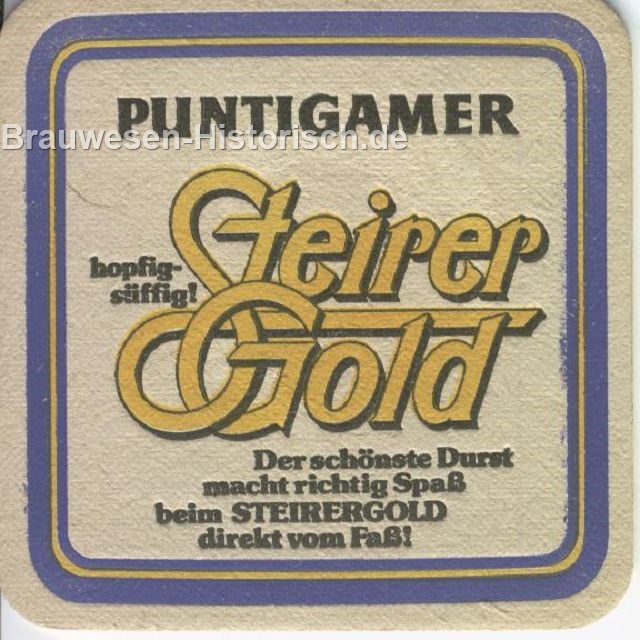 PUNTIGAMER
Brauwesen-Historisch.de
Steirer
hopfig-
süffig!
Gold
Der schönste Durst
macht richtig Spaß
beim STEIRERGOLD
direkt vom Faß!